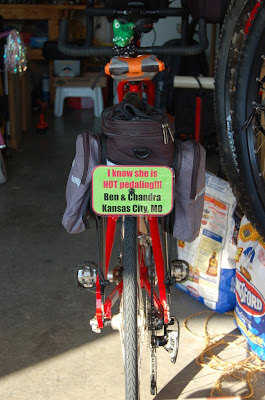 I know she is
NOT pedaling!!!
Ben & Chandra
Kansas City, MO